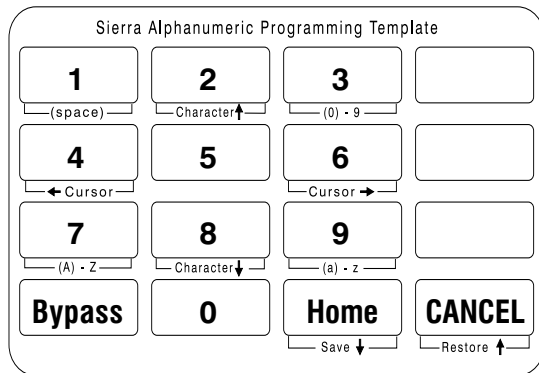 Sierra Alphanumeric Programming Template
1 2 3
(space) Character↑ (0) - 9
4 5 6
←Cursor Cursor→
7 8 9
(A) - Z Character↓ (a) - z
Bypass 0 Home CANCEL
Save ↓ Restore ↑